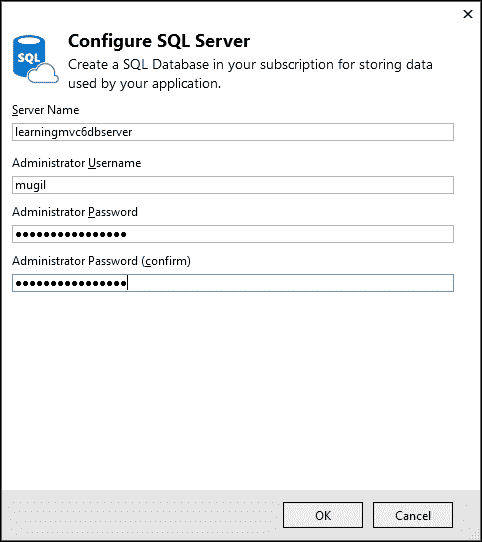 Configure SQL Server
SQL
Create a SQL Database in your subscription for storing data
used by your application.
Server Name
learningmvc6dbserver
Administrator Username
mugil
Administrator Password
●●●●●●●●●●●●●●●●
Administrator Password (confirm)
●●●●●●●●●●●●●●●●
OK
Cancel